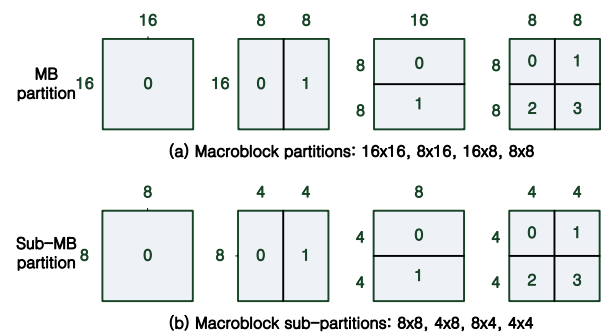 16 8 8 16 8 8
MB
partition
16 0 16 0 1 8 0 8 0 1
8 1 8 2 3
(a) Macroblock partitions: 16x16, 8x16, 16x8, 8x8
8 4 4 8 4 4
Sub-MB
partition
8 0 8 0 1 4 0 4 0 1
4 1 4 2 3
(b) Macroblock sub-partitions: 8x8, 4x8, 8x4, 4x4